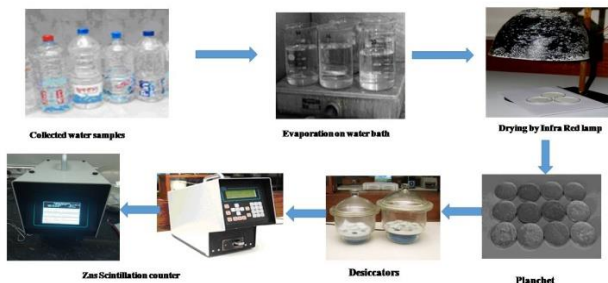 Collected water samples
Evaporation on water bath
Drying by Infra Red lamp
Planchet
Desiccators
Zns Scintillation counter